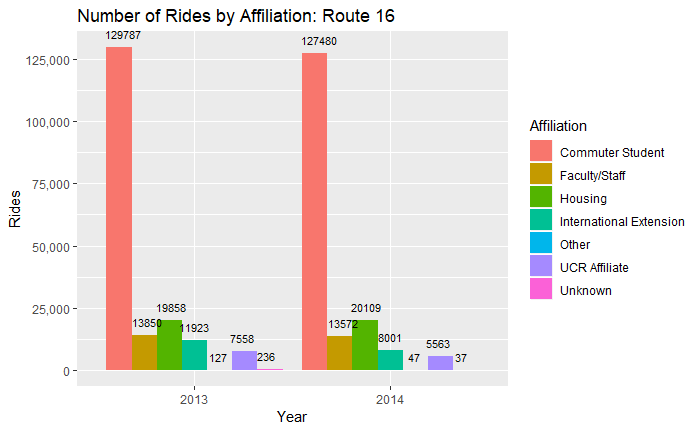 Number of Rides by Affiliation: Route 16
129787
127480
125,000
100,000
75,000
50,000
25,000
0
Rides
13850
19858
11923
127
7558
236
13572
20109
8001
47
5563
37
2013
2014
Year
Affiliation
Commuter Student
Faculty/Staff
Housing
International Extension
Other
UCR Affiliate
Unknown